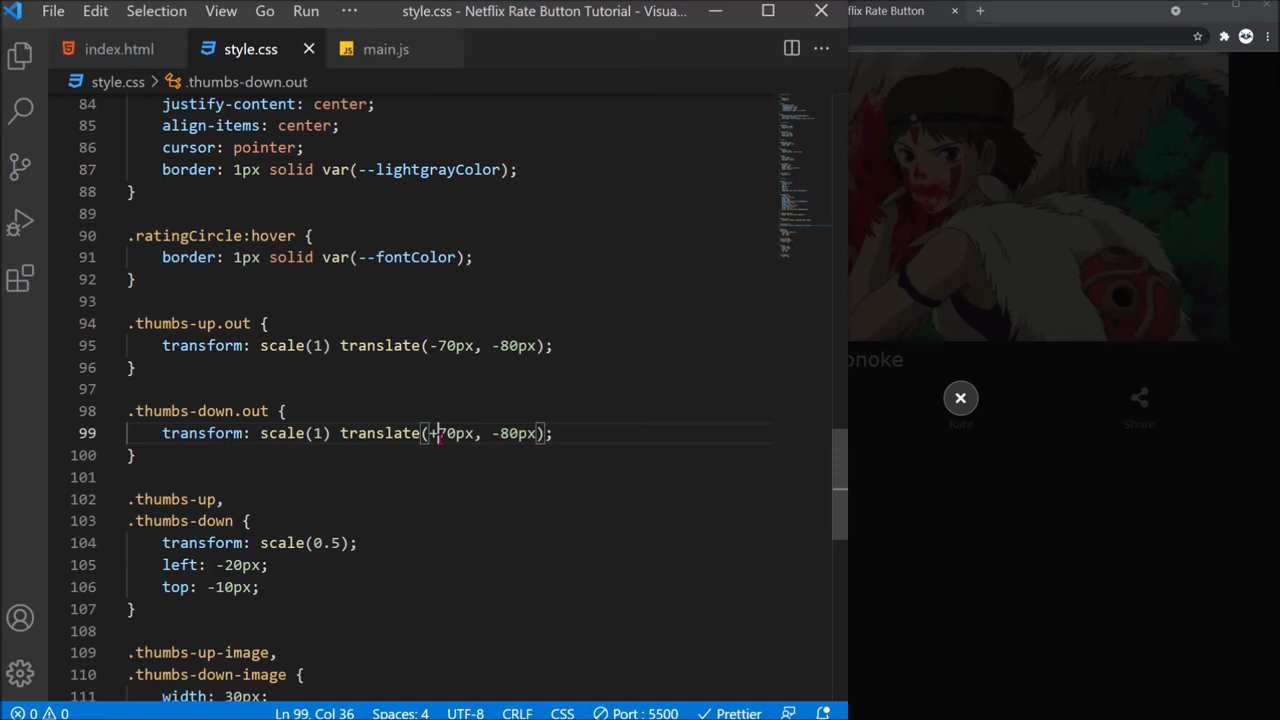 File Edit Selection View Go Run ··· style.css - Netflix Rate Button Tutorial - Visua...
ffix Rate Button
index.html style.css main.js
style.css > .thumbs-down.out
84 justify-content: center;
85 align-items: center;
86 cursor: pointer;
87 border: 1px solid var(--lightgrayColor);
88 }
89
90 .ratingCircle:hover {
91 border: 1px solid var(--fontColor);
92 }
93
94 .thumbs-up.out {
95 transform: scale(1) translate(-70px, -80px);
96 }
97
98 .thumbs-down.out {
99 transform: scale(1) translate(+70px, -80px);
100 }
101
102 .thumbs-up,
103 .thumbs-down {
104 transform: scale(0.5);
105 left: -20px;
106 top: -10px;
107 }
108
109 .thumbs-up-image,
110 .thumbs-down-image {
111 width: 30px;
onoke
Rate
Share
0 0 Ln 99, Col 36 Spaces: 4 UTF-8 CRLF CSS Port : 5500 Prettier